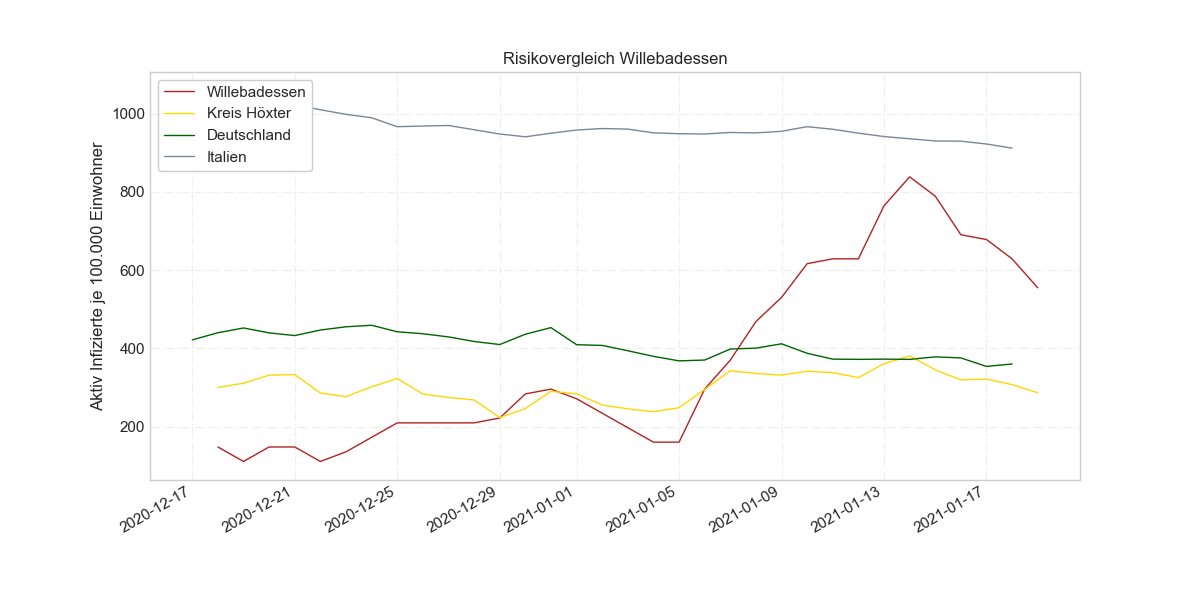 Risikovergleich Willebadessen
Willebadessen
Kreis Höxter
Deutschland
Italien
Aktiv Infizierte je 100.000 Einwohner
1000
800
600
400
200
2020-12-17
2020-12-21
2020-12-25
2020-12-29
2021-01-01
2021-01-05
2021-01-09
2021-01-13
2021-01-17